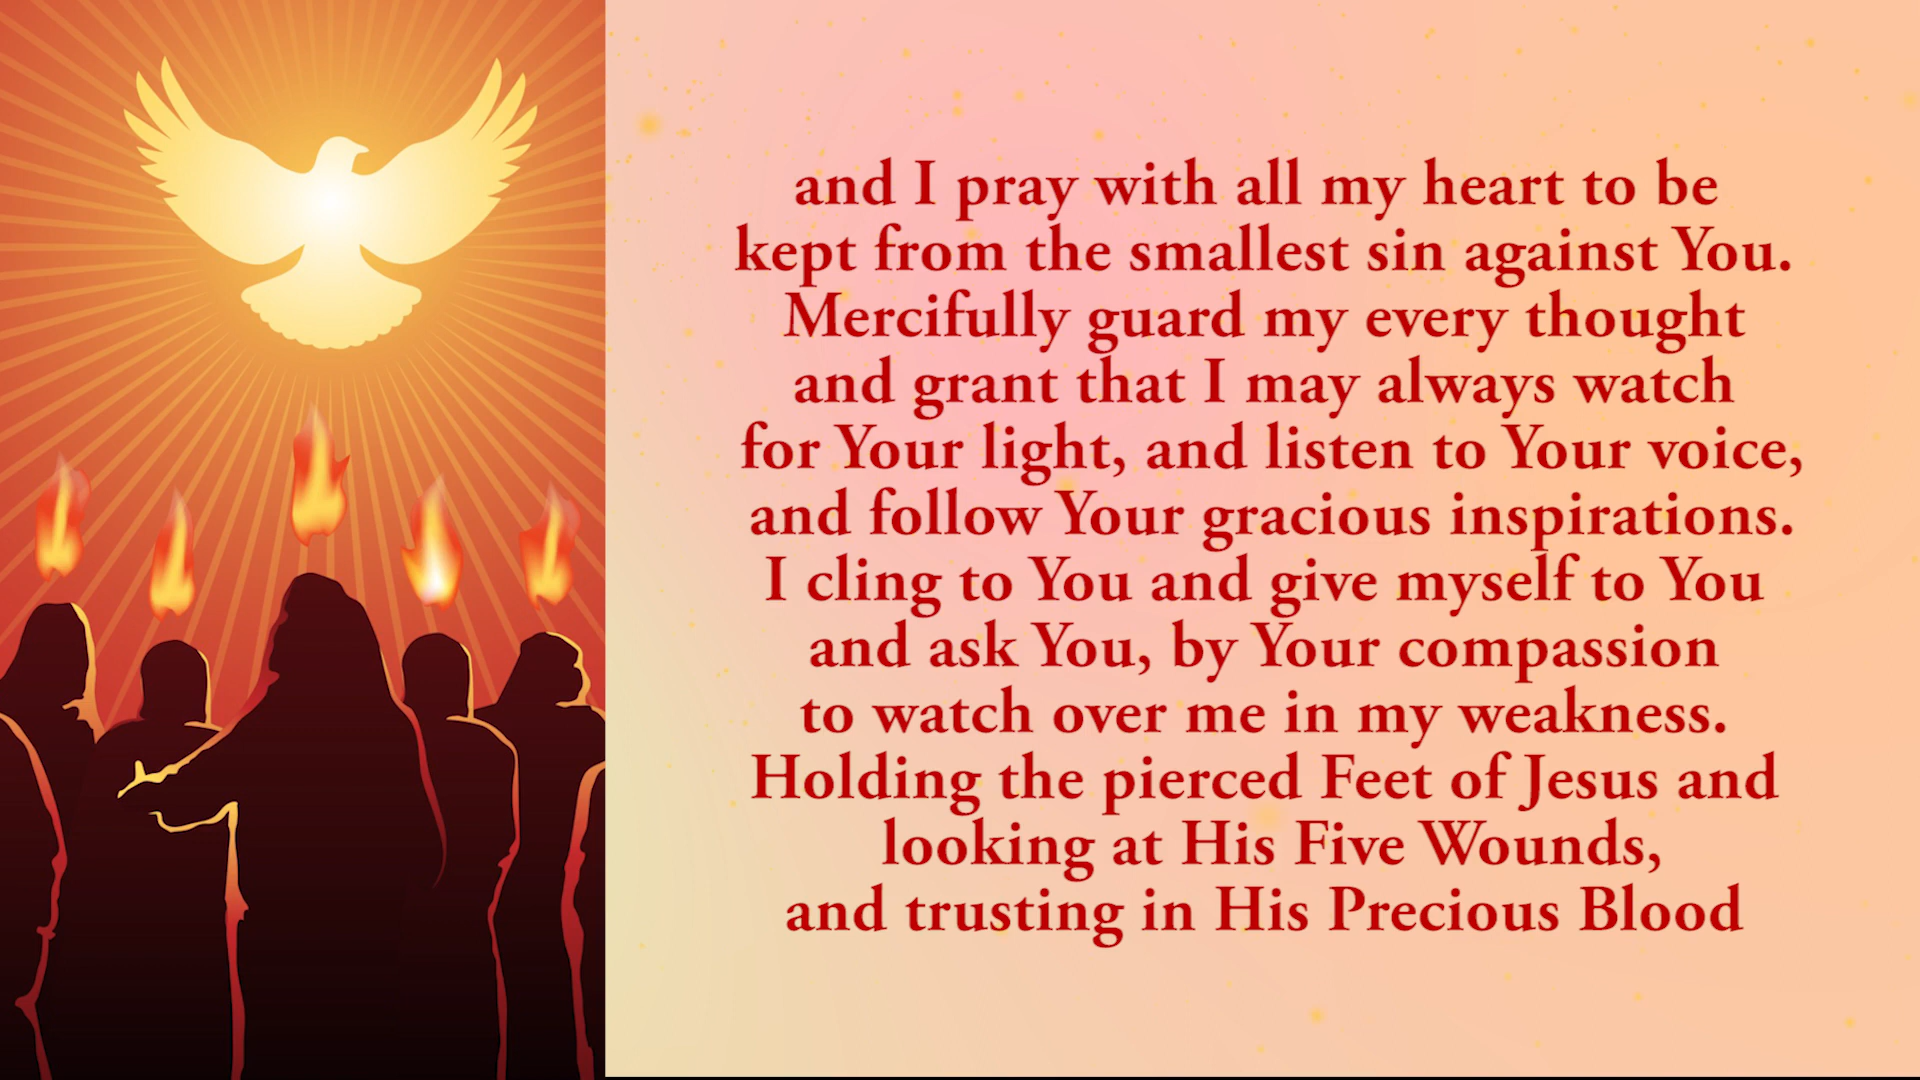 and I pray with all my heart to be
kept from the smallest sin against You.
Mercifully guard my every thought
and grant that I may always watch
for Your light, and listen to Your voice,
and follow Your gracious inspirations.
I cling to You and give myself to You
and ask You, by Your compassion
to watch over me in my weakness.
Holding the pierced Feet of Jesus and
looking at His Five Wounds,
and trusting in His Precious Blood